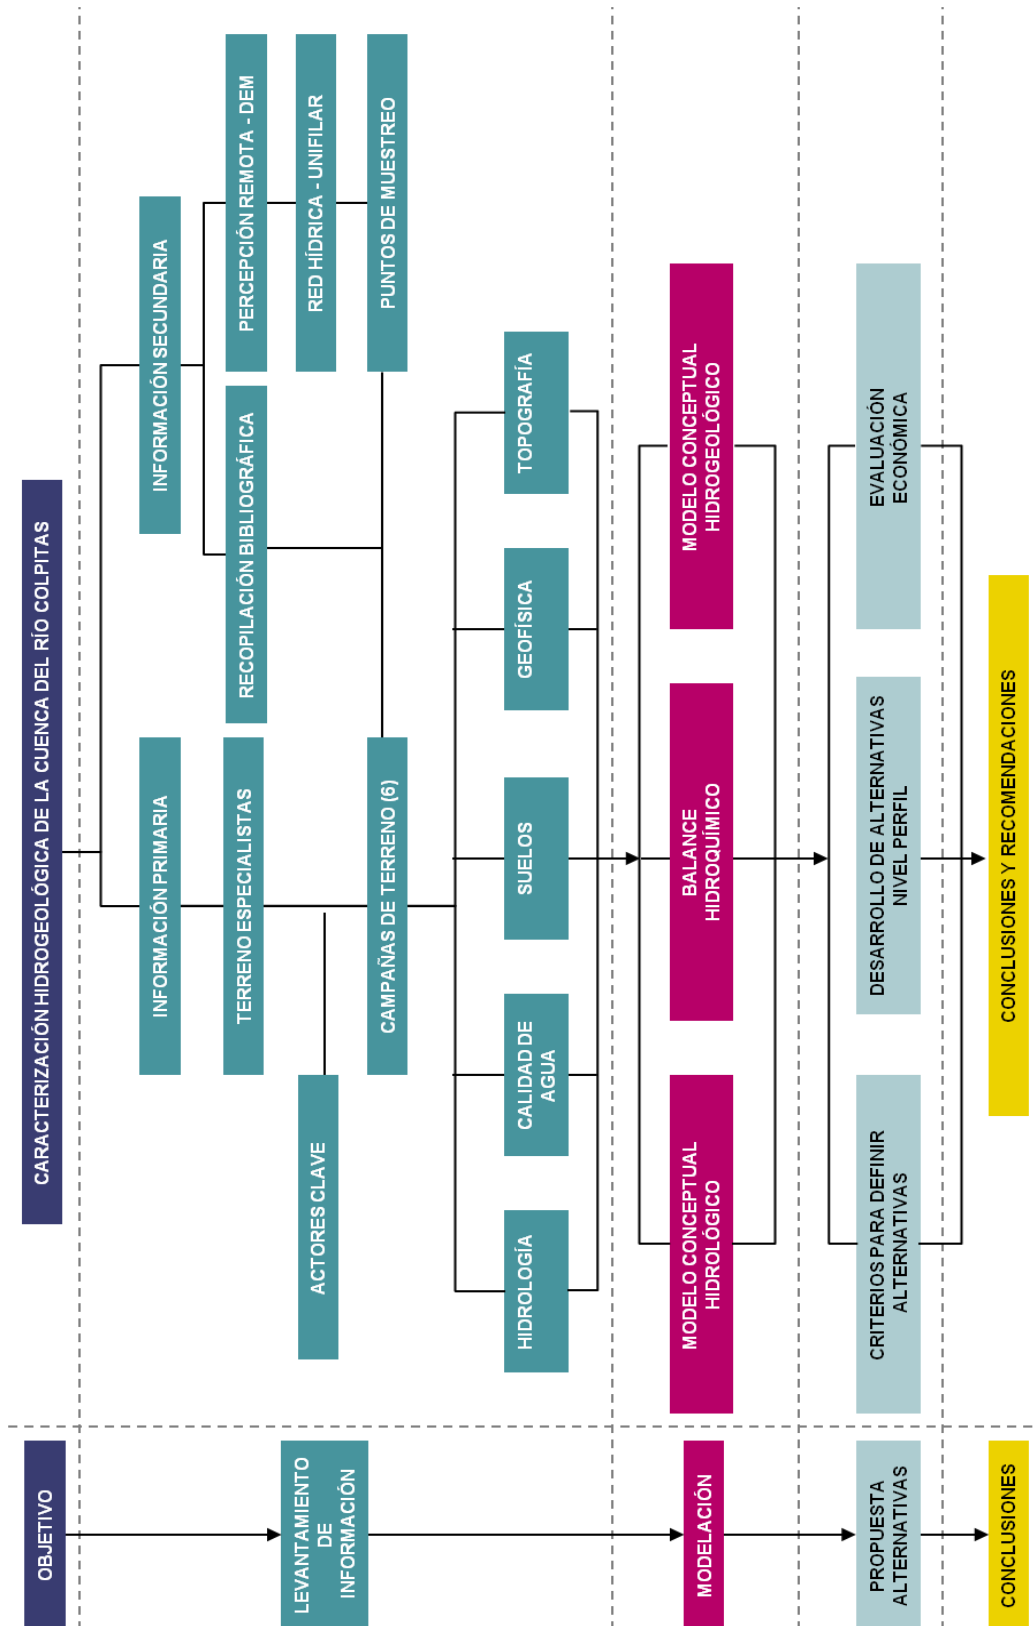 OBJETIVO
CARACTERIZACIÓN HIDROGEOLÓGICA DE LA CUENCA DEL RÍO COLPITAS
LEVANTAMIENTO
DE
INFORMACIÓN
INFORMACIÓN PRIMARIA
INFORMACIÓN SECUNDARIA
TERRENO ESPECIALISTAS
RECOPILACIÓN BIBLIOGRÁFICA
PERCEPCIÓN REMOTA - DEM
ACTORES CLAVE
RED HÍDRICA - UNIFILAR
CAMPAÑAS DE TERRENO (6)
PUNTOS DE MUESTREO
HIDROLOGÍA
CALIDAD DE
AGUA
SUELOS
GEOFÍSICA
TOPOGRAFÍA
MODELACIÓN
MODELO CONCEPTUAL
HIDROLÓGICO
BALANCE
HIDROQUÍMICO
MODELO CONCEPTUAL
HIDROGEOLÓGICO
PROPUESTA
ALTERNATIVAS
CRITERIOS PARA DEFINIR
ALTERNATIVAS
DESARROLLO DE ALTERNATIVAS
NIVEL PERFIL
EVALUACIÓN
ECONÓMICA
CONCLUSIONES
CONCLUSIONES Y RECOMENDACIONES